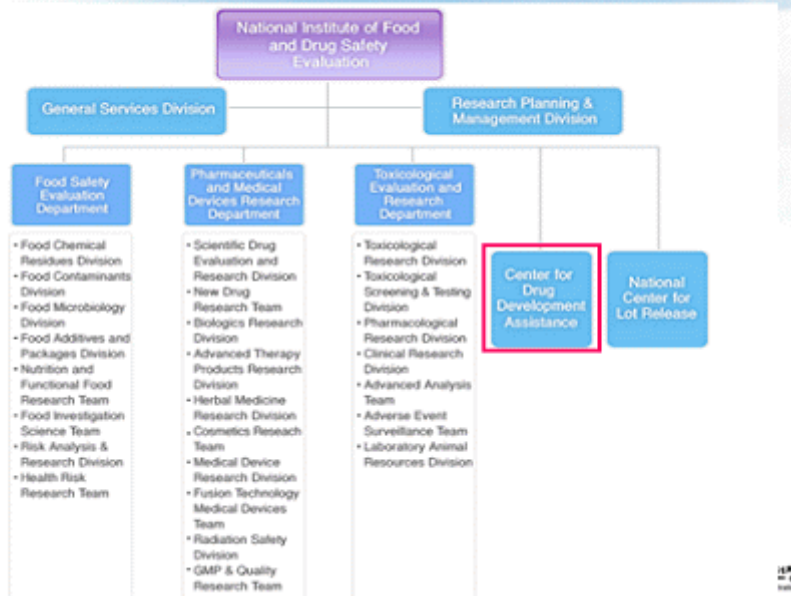 National Institute of Food
and Drug Safety
Evaluation
General Services Division
Research Planning &
Management Division
Food Safety
Evaluation
Department
• Food Chemical
Residues Division
• Food Contaminants
Division
• Food Microbiology
Division
• Food Additives and
Packages Division
• Nutrition and
Functional Food
Research Team
• Food Investigation
Science Team
• Risk Analysis &
Research Division
• Health Risk
Research Team
Pharmaceuticals
and Medical
Devices Research
Department
• Scientific Drug
Evaluation and
Research Division
• New Drug
Research Team
• Biologics Research
Division
• Advanced Therapy
Products Research
Division
• Herbal Medicine
Research Division
• Cosmetics Reseach
Team
• Medical Device
Research Division
• Fusion Technology
Medical Devices
Team
• Radiation Safety
Division
• GMP & Quality
Research Team
Toxicological
Evaluation and
Research
Department
• Toxicological
Research Division
• Toxicological
Screening & Testing
Division
• Pharmacological
Research Division
• Clinical Research
Division
• Advanced Analysis
Team
• Adverse Event
Surveillance Team
• Laboratory Animal
Resources Division
Center for
Drug
Development
Assistance
National
Center for
Lot Release